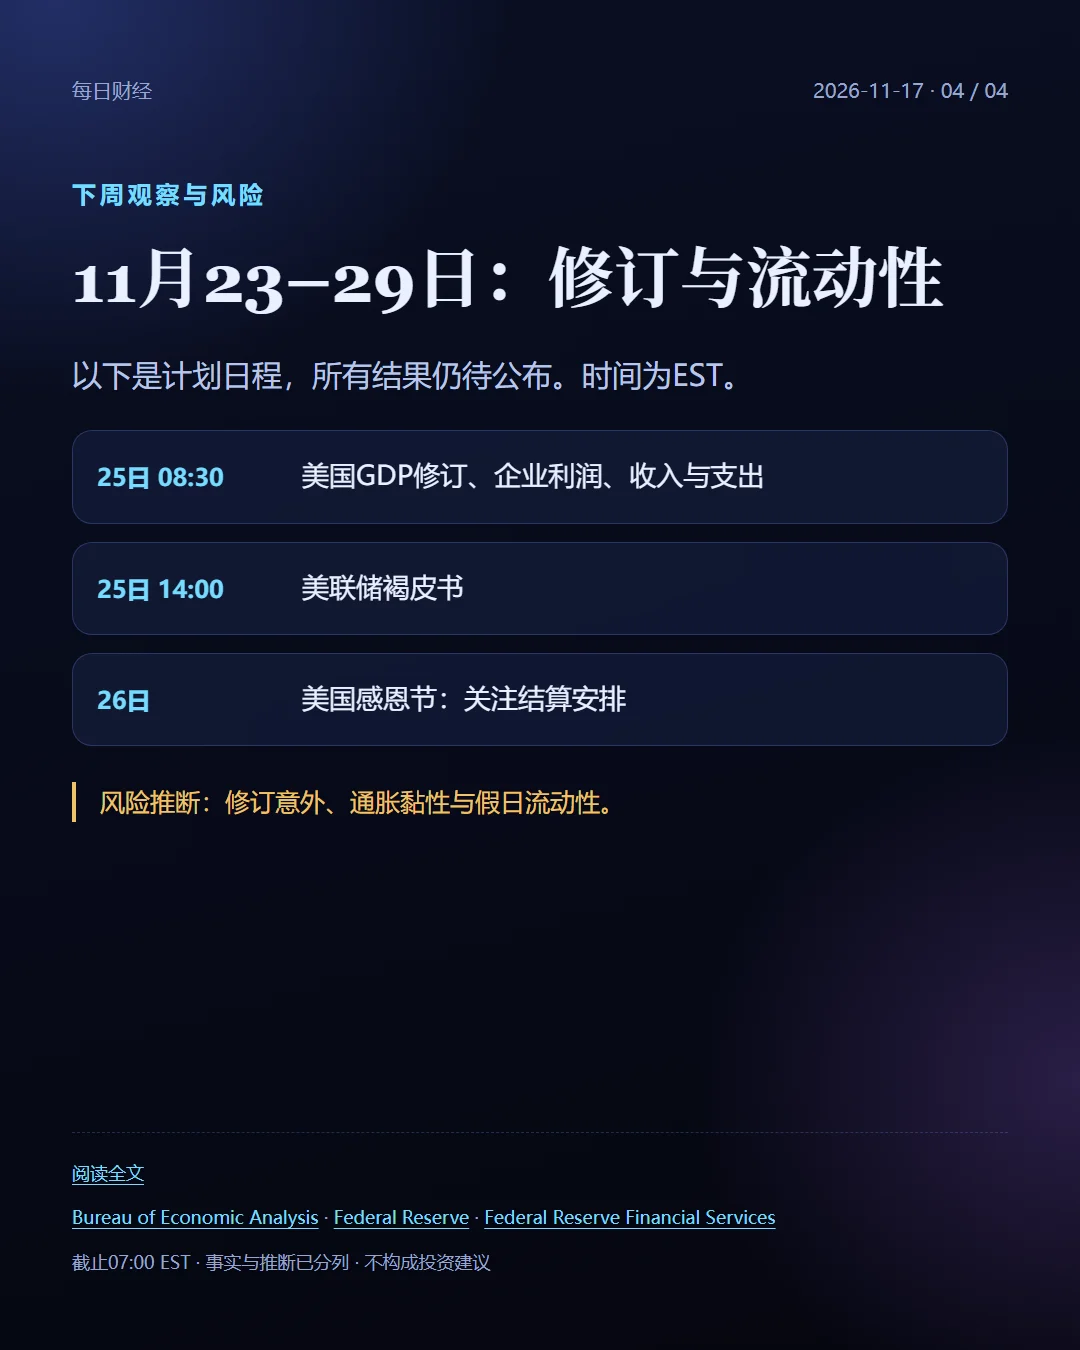 每日财经
2026-11-17 · 04 / 04
下周观察与风险
11月23–29日：修订与流动性
以下是计划日程，所有结果仍待公布。时间为EST。
25日 08:30 美国GDP修订、企业利润、收入与支出
25日 14:00 美联储褐皮书
26日 美国感恩节：关注结算安排
风险推断：修订意外、通胀黏性与假日流动性。
阅读全文
Bureau of Economic Analysis · Federal Reserve · Federal Reserve Financial Services
截止07:00 EST · 事实与推断已分列 · 不构成投资建议